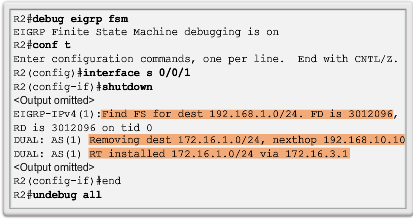 R2#debug eigrp fsm
EIGRP Finite State Machine debugging is on
R2#conf t
Enter configuration commands, one per line.  End with CNTL/Z.
R2(config)#interface s 0/0/1
R2(config-if)#shutdown
<Output omitted>
EIGRP-IPv4(1):Find FS for dest 192.168.1.0/24. FD is 3012096,
RD is 3012096 on tid 0
DUAL: AS(1) Removing dest 172.16.1.0/24, nexthop 192.168.10.10
DUAL: AS(1) RT installed 172.16.1.0/24 via 172.16.3.1
<Output omitted>
R2(config-if)#end
R2#undebug all